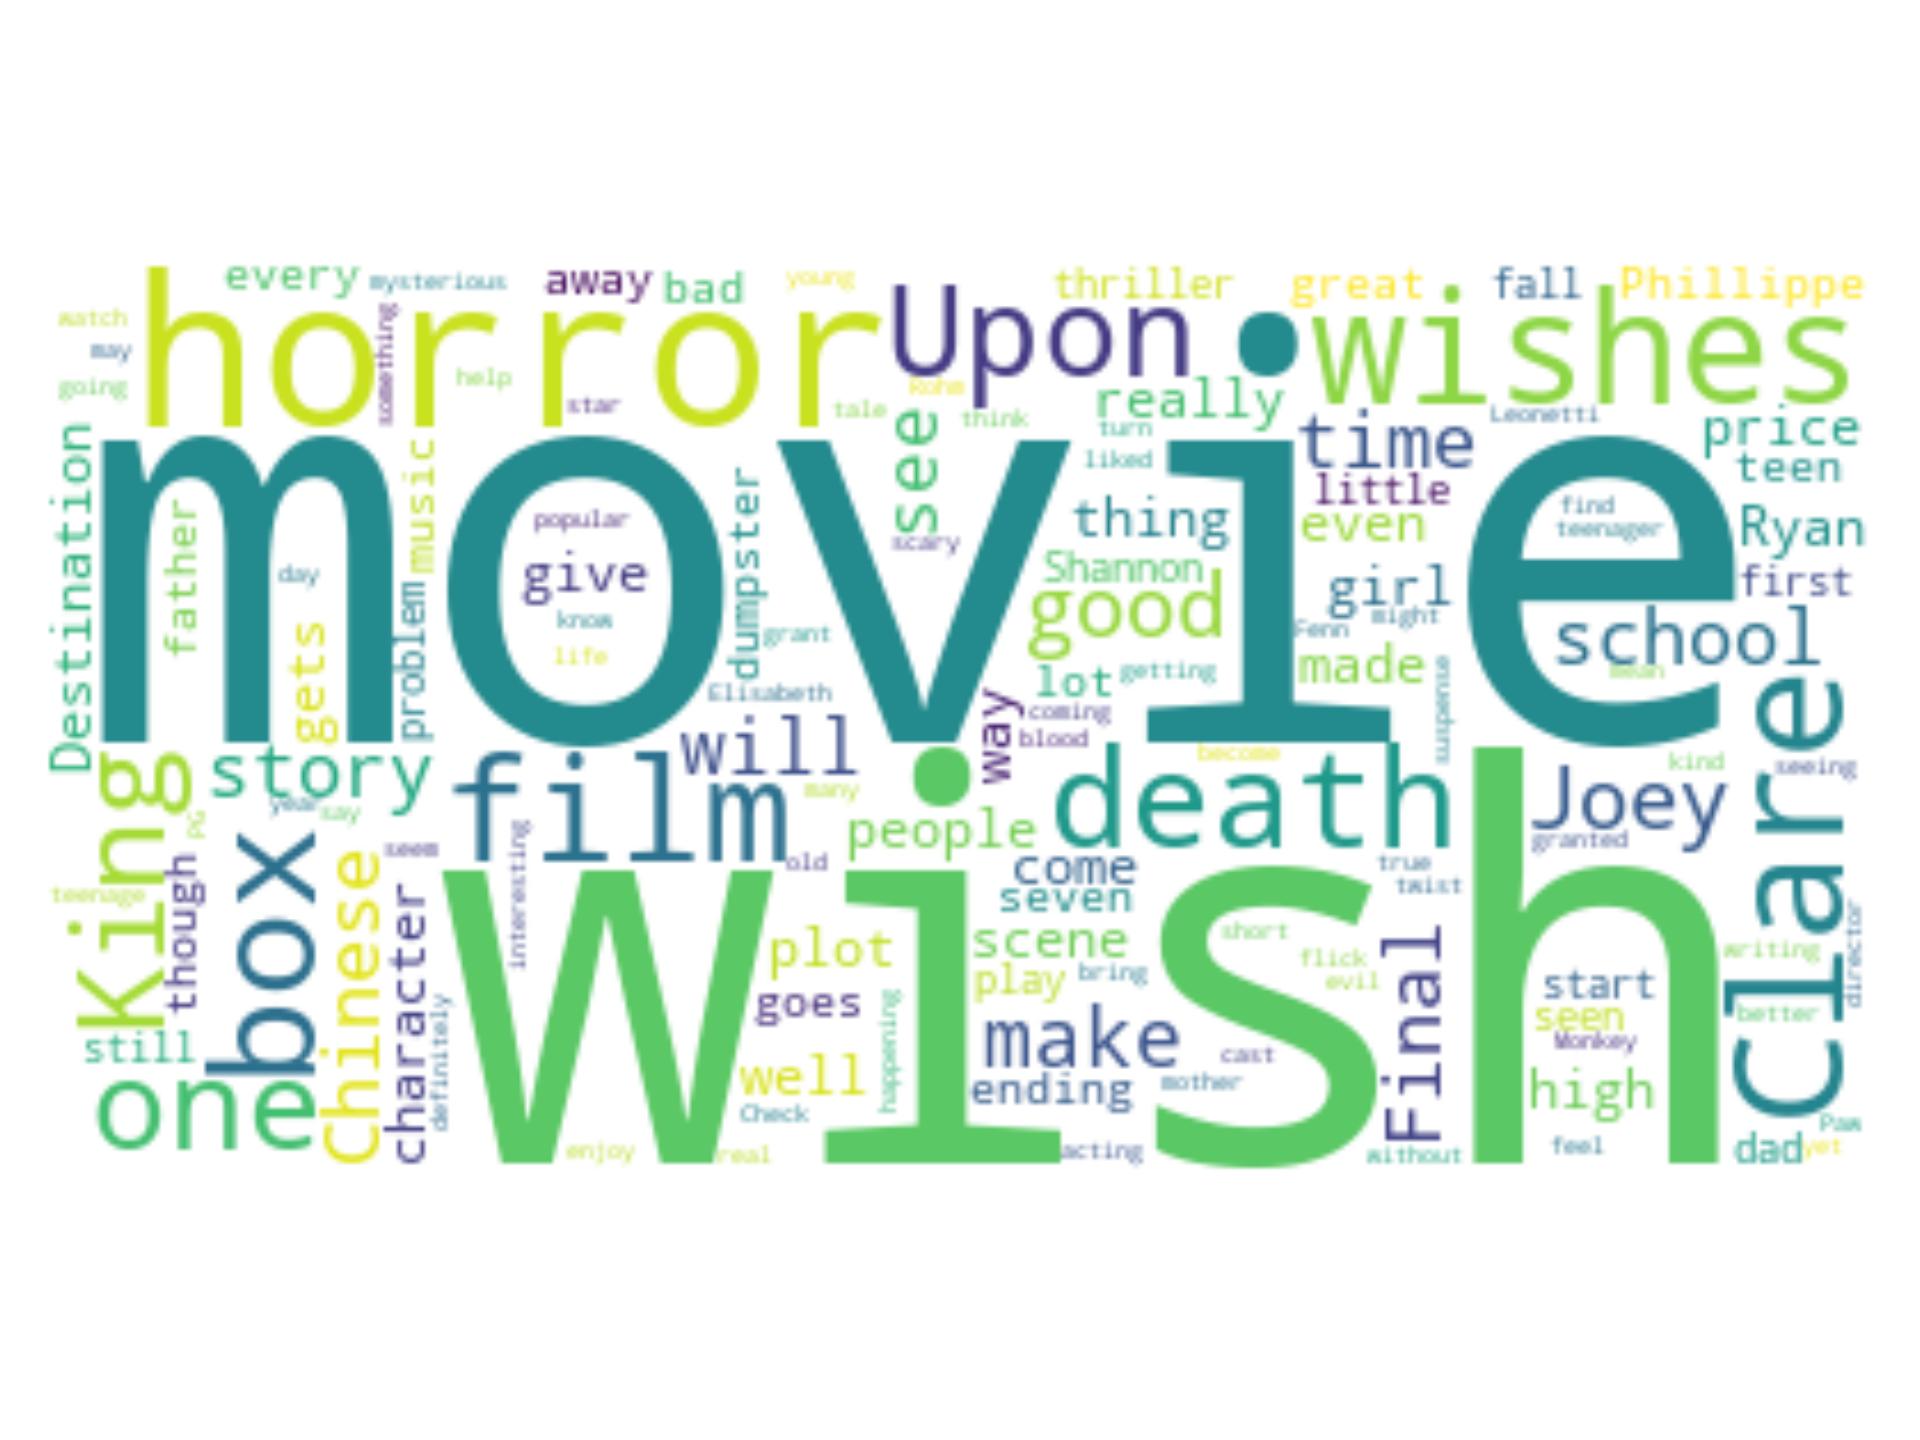 every mysterious away bad young thriller great fall Phillippe
watch something horror Upon wishes
may
going help star tale Rohm think really Leonetti
Destination music see turn time price
movie
liked little teen
father popular dumpster thing even find
teenager Ryan
day give scary Shannon girl first
gets problem know grant good Fenn might school
life Elisabeth lot getting made mean suspense
way coming
blood
King story film will become death kind seeing Clare
year say PG many people Joey
granted
box though Chinese character seem interesting old come true
twist
teenage seven
wish
plot scene short flick evil Final writing director
goes play bring start
still definitely happening make cast seen better
Monkey
one well ending mother high
Check Paw
enjoy real acting without feel dad yet